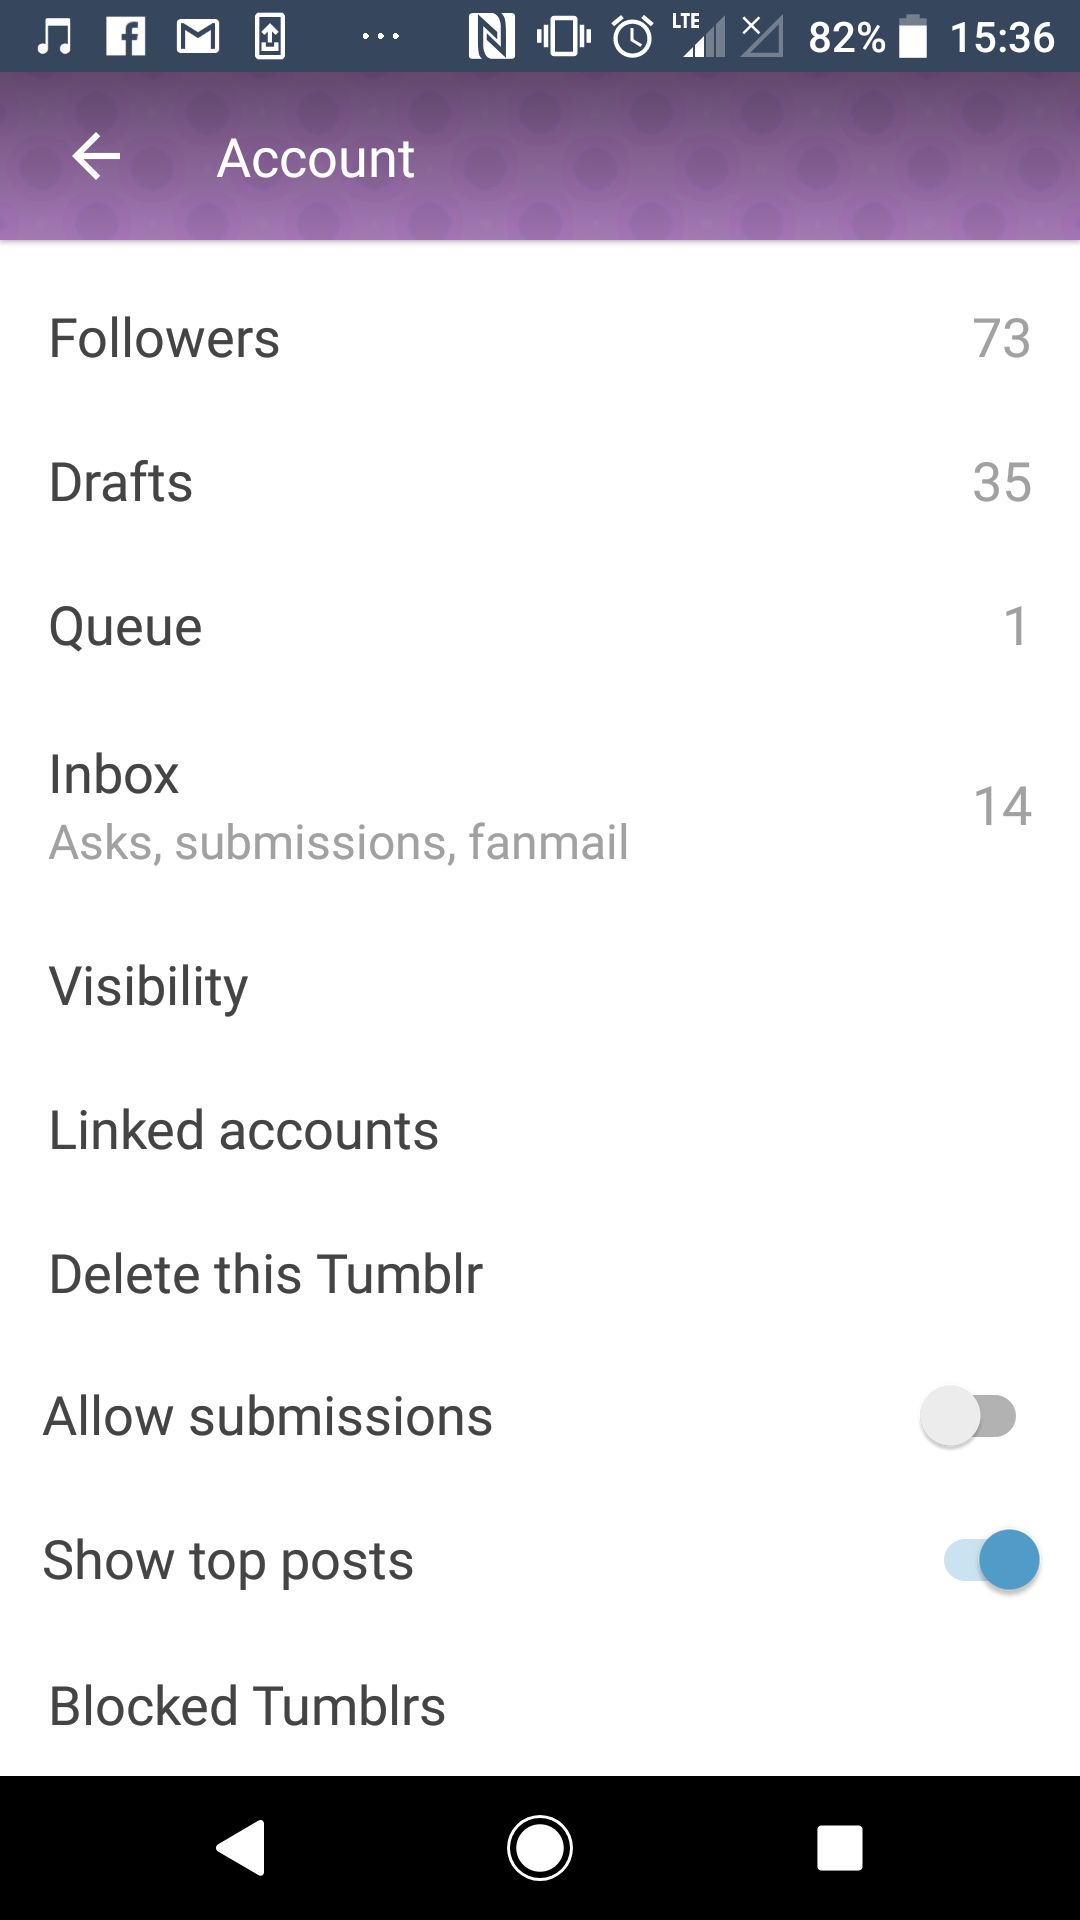 LTE 82% 15:36
Account
Followers 73
Drafts 35
Queue 1
Inbox 14
Asks, submissions, fanmail
Visibility
Linked accounts
Delete this Tumblr
Allow submissions
Show top posts
Blocked Tumblrs